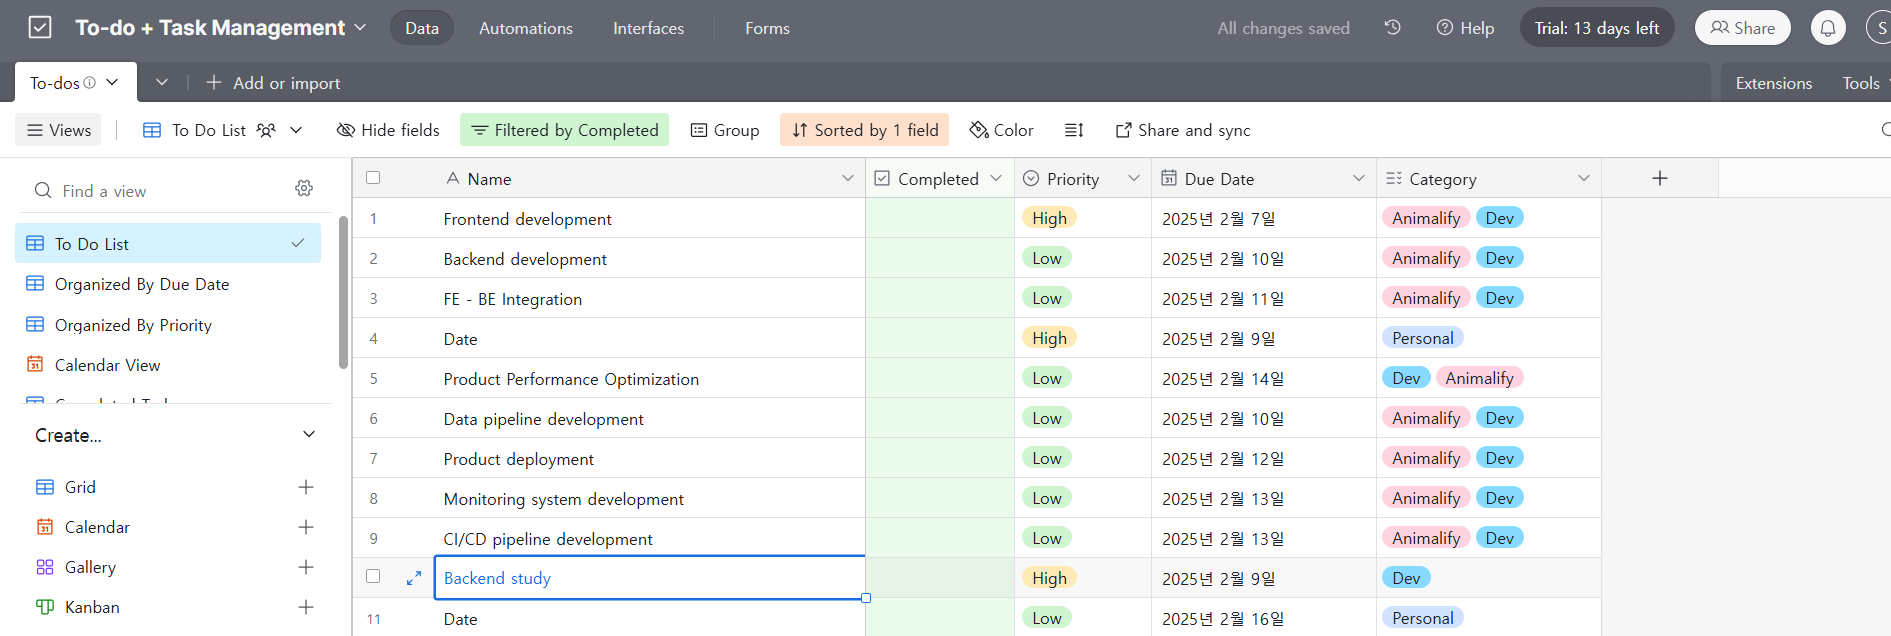 To-do + Task Management Data Automations Interfaces Forms All changes saved Help Trial: 13 days left Share S
To-dos Add or import Extensions Tools
Views To Do List Hide fields Filtered by Completed Group Sorted by 1 field Color Share and sync
Find a view
To Do List
Organized By Due Date
Organized By Priority
Calendar View
Create...
Grid
Calendar
Gallery
Kanban
Name Completed Priority Due Date Category
1 Frontend development High 2025년 2월 7일 Animalify Dev
2 Backend development Low 2025년 2월 10일 Animalify Dev
3 FE - BE Integration Low 2025년 2월 11일 Animalify Dev
4 Date High 2025년 2월 9일 Personal
5 Product Performance Optimization Low 2025년 2월 14일 Dev Animalify
6 Data pipeline development Low 2025년 2월 10일 Animalify Dev
7 Product deployment Low 2025년 2월 12일 Animalify Dev
8 Monitoring system development Low 2025년 2월 13일 Animalify Dev
9 CI/CD pipeline development Low 2025년 2월 13일 Animalify Dev
Backend study High 2025년 2월 9일 Dev
11 Date Low 2025년 2월 16일 Personal